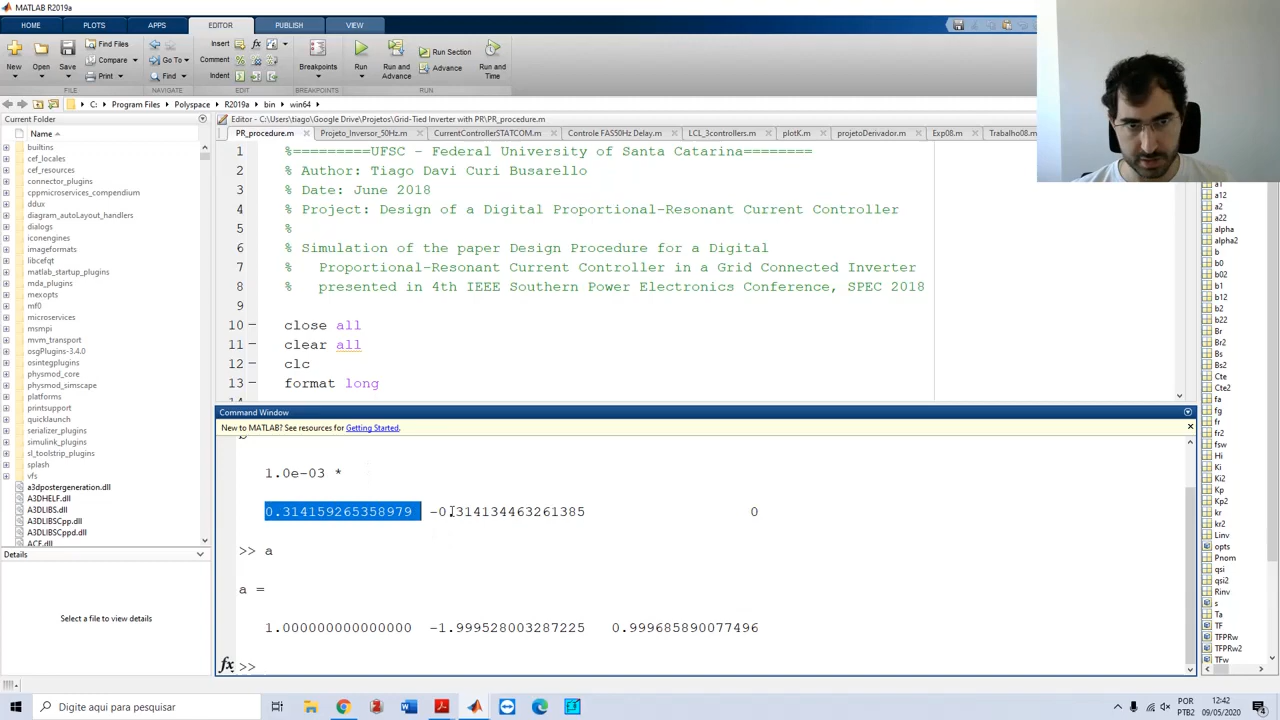 MATLAB R2019a
HOME PLOTS APPS EDITOR PUBLISH VIEW
New Open Save Find Files Compare Print Insert Comment Indent Go To Find Breakpoints Run Run and Advance Run Section Advance Run and Time
FILE NAVIGATE EDIT BREAKPOINTS RUN
C: Program Files Polyspace R2019a bin win64
Current Folder
Name
builtins
cef_locales
cef_resources
connector_plugins
cppmicroservices_compendium
ddux
diagram_autoLayout_handlers
dialogs
iconengines
imageformats
libcefqt
matlab_startup_plugins
mda_plugins
mexopts
mf0
microservices
msmpi
mvm_transport
osgPlugins-3.4.0
osintegplugins
physmod_core
physmod_simscape
platforms
printsupport
quicklaunch
serializer_plugins
simulink_plugins
sl_toolstrip_plugins
splash
vfs
a3dpostergeneration.dll
A3DHELF.dll
A3DLIBS.dll
A3DLIBSCpp.dll
A3DLIBSCppd.dll
ACE.dll
Details
Select a file to view details
Editor - C:\Users\tiago\Google Drive\Projetos\Grid-Tied Inverter with PR\PR_procedure.m
PR_procedure.m Projeto_Inversor_50Hz.m CurrentControllerSTATCOM.m Controle FAS50Hz Delay.m LCL_3controllers.m plotK.m projetoDerivador.m Exp08.m Trabalho08.m
1 %=========UFSC - Federal University of Santa Catarina========
2 % Author: Tiago Davi Curi Busarello
3 % Date: June 2018
4 % Project: Design of a Digital Proportional-Resonant Current Controller
5 %
6 % Simulation of the paper Design Procedure for a Digital
7 % Proportional-Resonant Current Controller in a Grid Connected Inverter
8 % presented in 4th IEEE Southern Power Electronics Conference, SPEC 2018
9
10 close all
11 clear all
12 clc
13 format long
Command Window
New to MATLAB? See resources for Getting Started.
1.0e-03 *
0.314159265358979 -0.314134463261385 0
>> a
a =
1.000000000000000 -1.999528003287225 0.999685890077496
fx >>
a1
a12
a2
a22
alpha
alpha2
b
b0
b02
b1
b12
b2
b22
Br
Br2
Bs
Bs2
Cte
Cte2
fa
fg
fr
fr2
fsw
Hi
Ki
Ki2
Kp
Kp2
kr
kr2
Linv
opts
Pnom
qsi
qsi2
Rinv
s
Ta
TF
TFPRw
TFPRw2
TFw
Digite aqui para pesquisar
POR
PTB2
12:42
09/05/2020